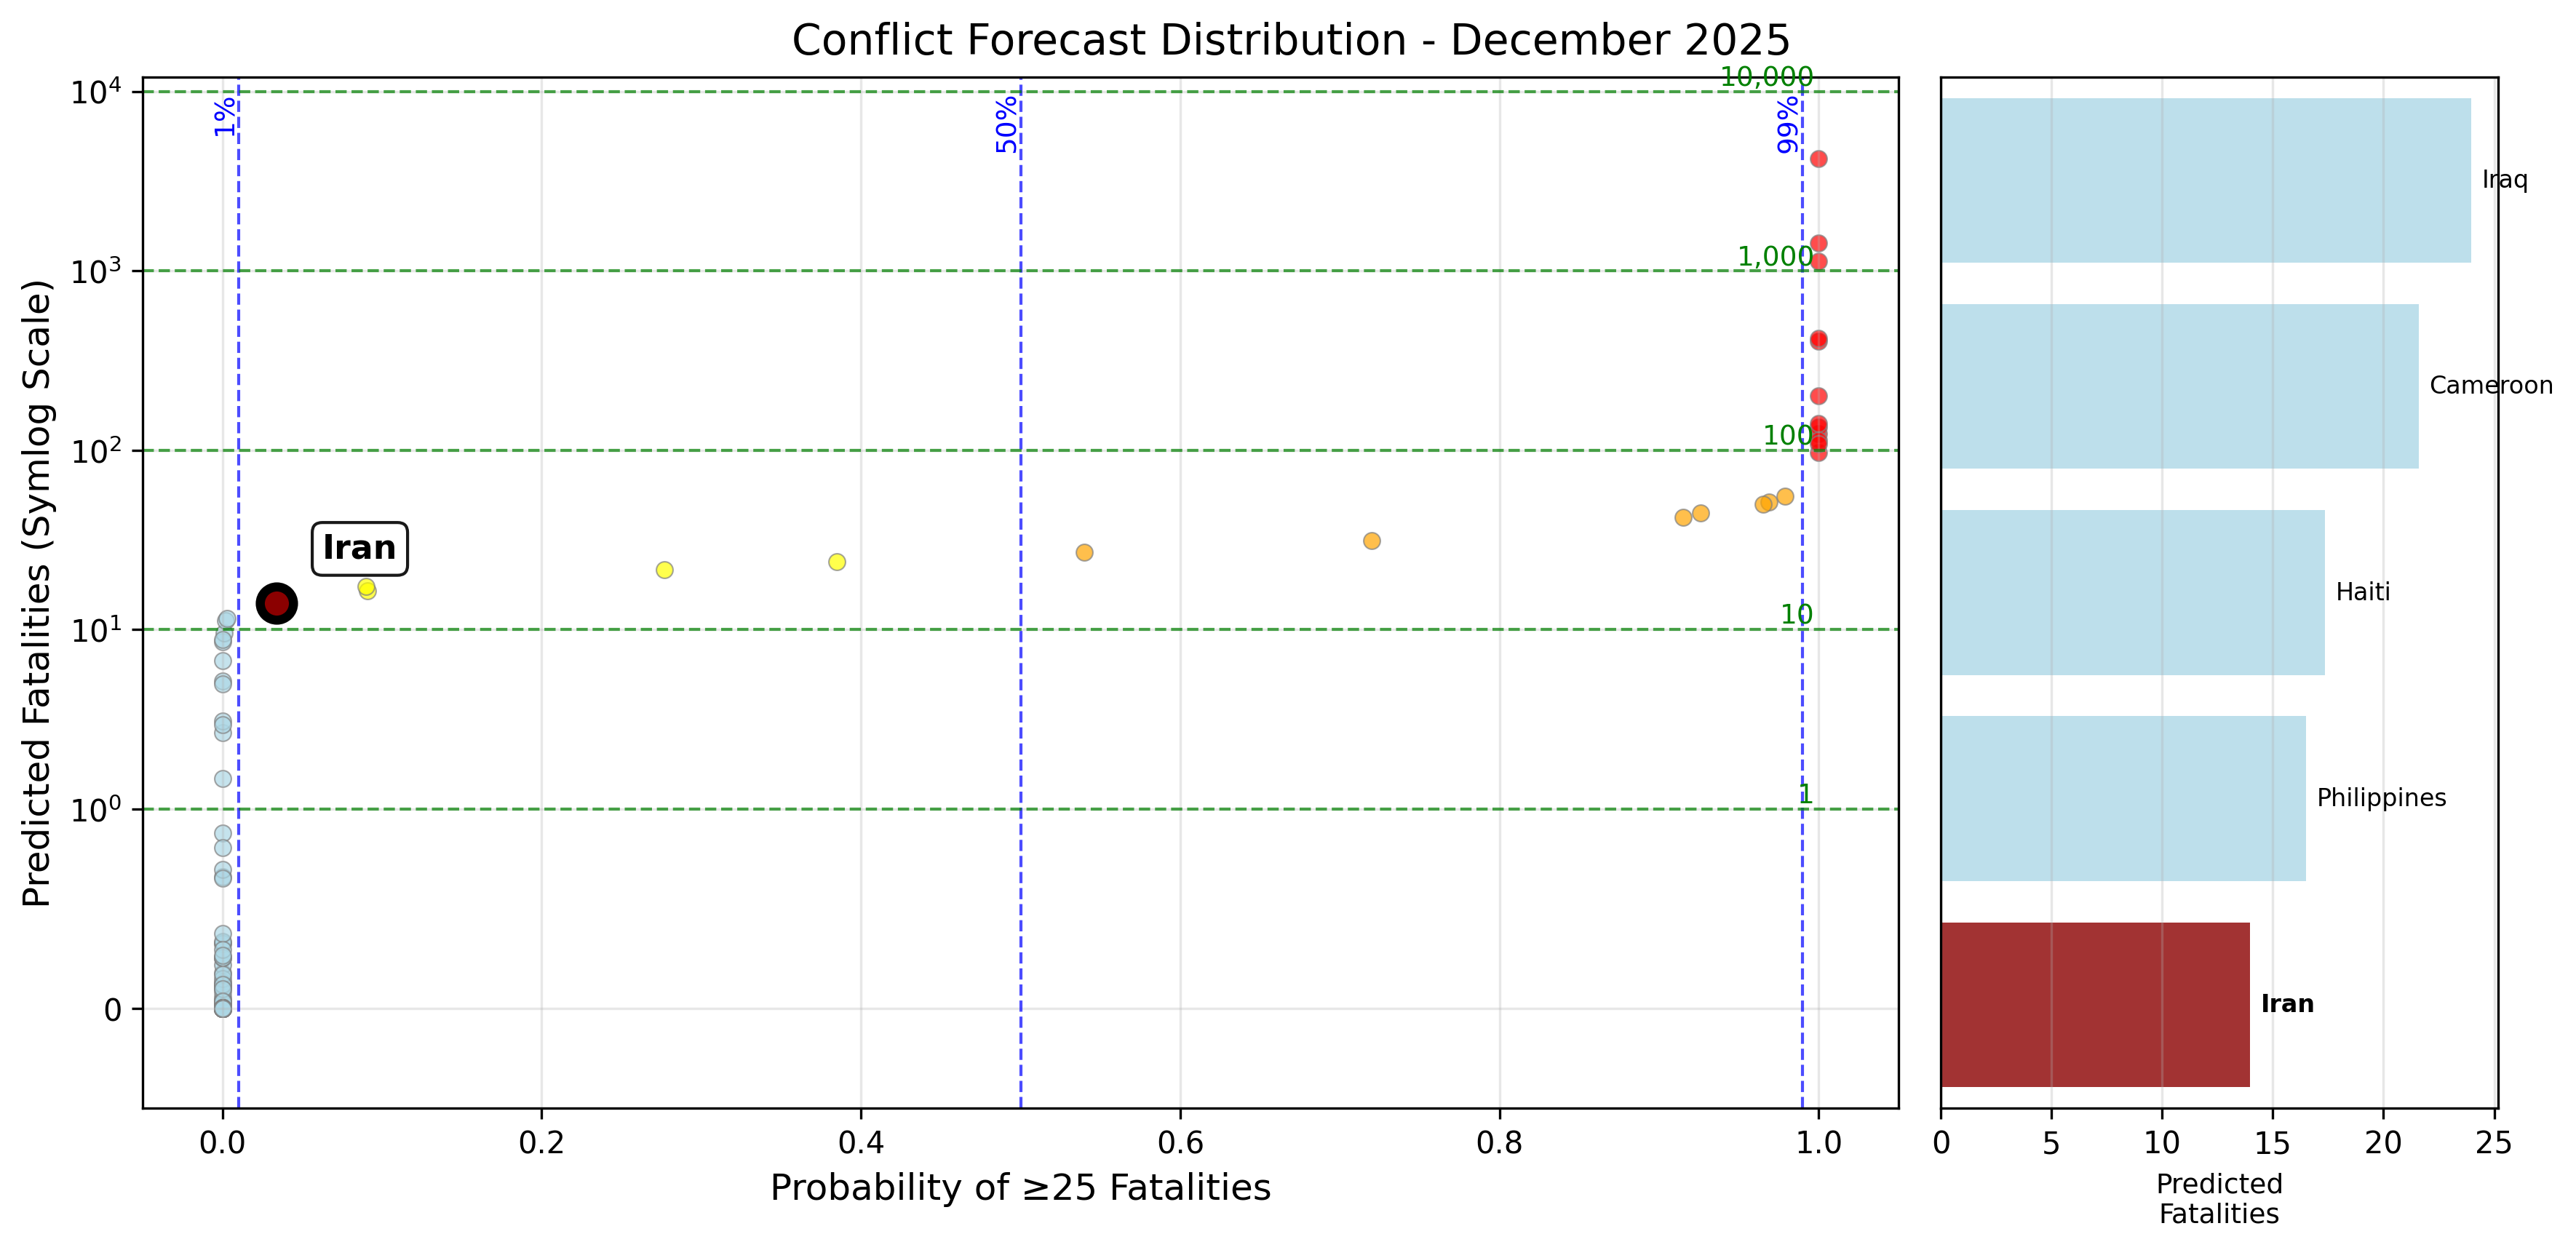 Conflict Forecast Distribution - December 2025
Predicted Fatalities (Symlog Scale)
10⁴
10³
10²
10¹
10⁰
0
1%
50%
99%
10,000
1,000
100
10
1
Iran
0.0 0.2 0.4 0.6 0.8 1.0
Probability of ≥25 Fatalities
Iraq
Cameroon
Haiti
Philippines
Iran
0 5 10 15 20 25
Predicted
Fatalities